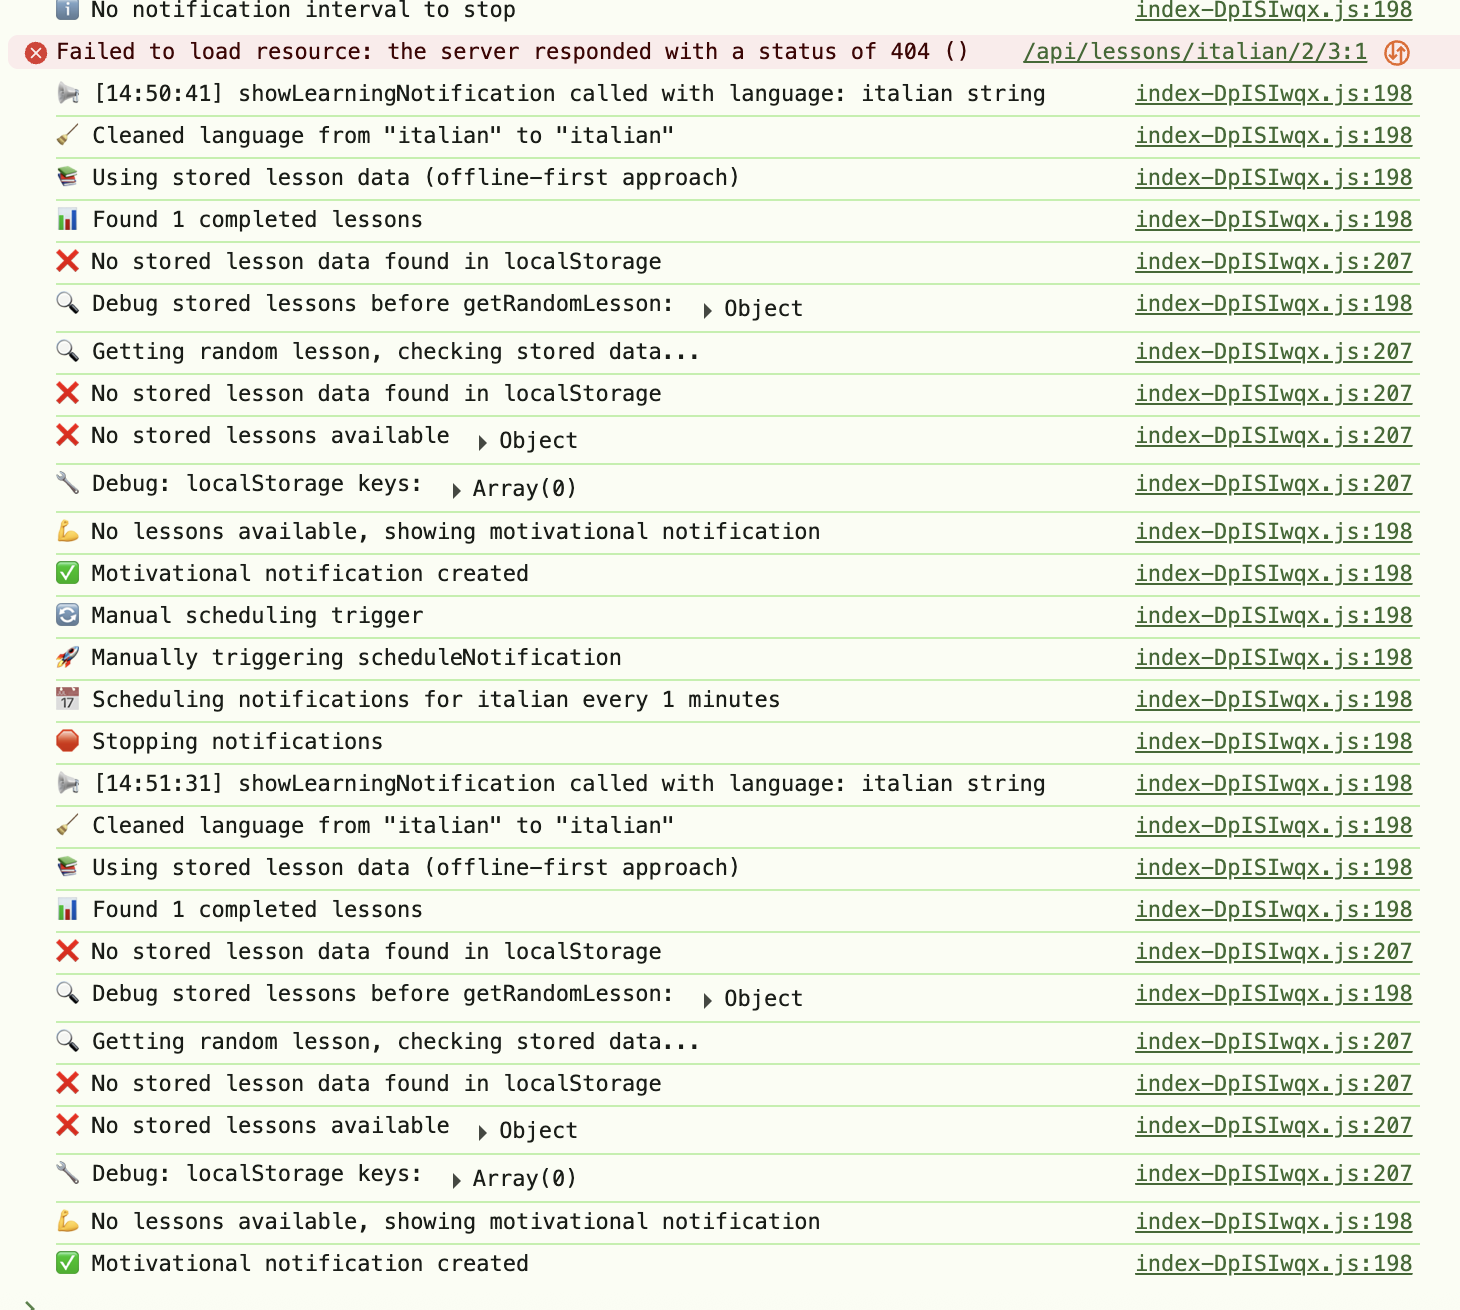 No notification interval to stop index-DpISIwqx.js:198
Failed to load resource: the server responded with a status of 404 () /api/lessons/italian/2/3:1
[14:50:41] showLearningNotification called with language: italian string index-DpISIwqx.js:198
Cleaned language from "italian" to "italian" index-DpISIwqx.js:198
Using stored lesson data (offline-first approach) index-DpISIwqx.js:198
Found 1 completed lessons index-DpISIwqx.js:198
No stored lesson data found in localStorage index-DpISIwqx.js:207
Debug stored lessons before getRandomLesson: Object index-DpISIwqx.js:198
Getting random lesson, checking stored data... index-DpISIwqx.js:207
No stored lesson data found in localStorage index-DpISIwqx.js:207
No stored lessons available Object index-DpISIwqx.js:207
Debug: localStorage keys: Array(0) index-DpISIwqx.js:207
No lessons available, showing motivational notification index-DpISIwqx.js:198
Motivational notification created index-DpISIwqx.js:198
Manual scheduling trigger index-DpISIwqx.js:198
Manually triggering scheduleNotification index-DpISIwqx.js:198
17 Scheduling notifications for italian every 1 minutes index-DpISIwqx.js:198
Stopping notifications index-DpISIwqx.js:198
[14:51:31] showLearningNotification called with language: italian string index-DpISIwqx.js:198
Cleaned language from "italian" to "italian" index-DpISIwqx.js:198
Using stored lesson data (offline-first approach) index-DpISIwqx.js:198
Found 1 completed lessons index-DpISIwqx.js:198
No stored lesson data found in localStorage index-DpISIwqx.js:207
Debug stored lessons before getRandomLesson: Object index-DpISIwqx.js:198
Getting random lesson, checking stored data... index-DpISIwqx.js:207
No stored lesson data found in localStorage index-DpISIwqx.js:207
No stored lessons available Object index-DpISIwqx.js:207
Debug: localStorage keys: Array(0) index-DpISIwqx.js:207
No lessons available, showing motivational notification index-DpISIwqx.js:198
Motivational notification created index-DpISIwqx.js:198